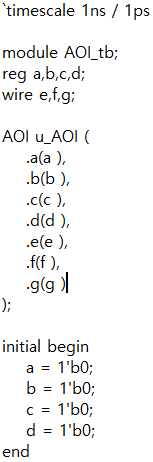 `timescale 1ns / 1ps

module AOI_tb;
reg a,b,c,d;
wire e,f,g;

AOI u_AOI (
    .a(a ),
    .b(b ),
    .c(c ),
    .d(d ),
    .e(e ),
    .f(f ),
    .g(g )
);

initial begin
    a = 1'b0;
    b = 1'b0;
    c = 1'b0;
    d = 1'b0;
end